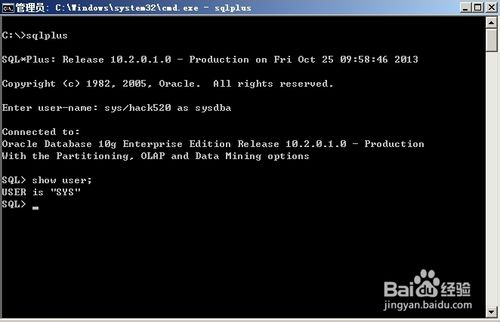 管理员: C:\Windows\system32\cmd.exe - sqlplus
C:\>sqlplus
SQL*Plus: Release 10.2.0.1.0 - Production on Fri Oct 25 09:58:46 2013
Copyright (c) 1982, 2005, Oracle.  All rights reserved.
Enter user-name: sys/hack520 as sysdba
Connected to:
Oracle Database 10g Enterprise Edition Release 10.2.0.1.0 - Production
With the Partitioning, OLAP and Data Mining options
SQL> show user;
USER is "SYS"
SQL> _
Baidu 经验
jingyan.baidu.com